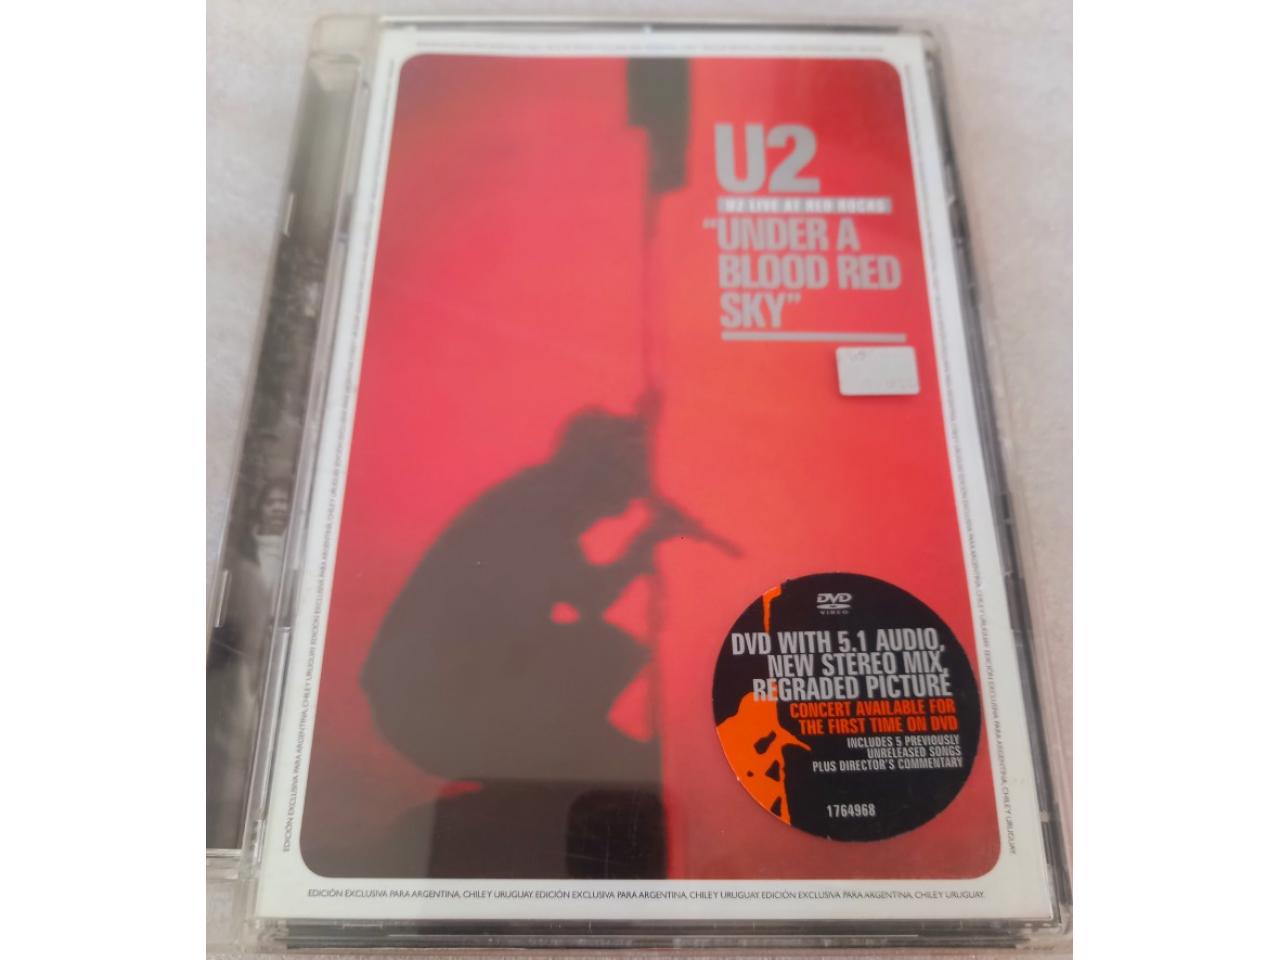 U2
U2 LIVE AT RED ROCKS
"UNDER A
BLOOD RED
SKY"
DVD
VIDEO
DVD WITH 5.1 AUDIO,
NEW STEREO MIX,
REGRADED PICTURE
CONCERT AVAILABLE FOR
THE FIRST TIME ON DVD
INCLUDES 5 PREVIOUSLY
UNRELEASED SONGS
PLUS DIRECTOR'S COMMENTARY
1764968
EDICIÓN EXCLUSIVA PARA ARGENTINA, CHILE Y URUGUAY. EDICIÓN EXCLUSIVA PARA ARGENTINA, CHILE Y URUGUAY. EDICIÓN EXCLUSIVA PARA ARGENTINA, CHILE Y URUGUAY.